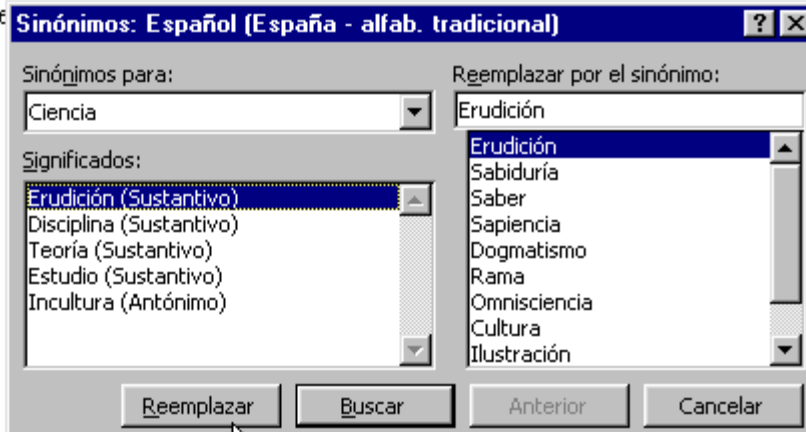 Sinónimos: Español (España - alfab. tradicional)
Sinónimos para:
Ciencia
Significados:
Erudición (Sustantivo)
Disciplina (Sustantivo)
Teoría (Sustantivo)
Estudio (Sustantivo)
Incultura (Antónimo)
Reemplazar por el sinónimo:
Erudición
Erudición
Sabiduría
Saber
Sapiencia
Dogmatismo
Rama
Omnisciencia
Cultura
Ilustración
Reemplazar
Buscar
Anterior
Cancelar